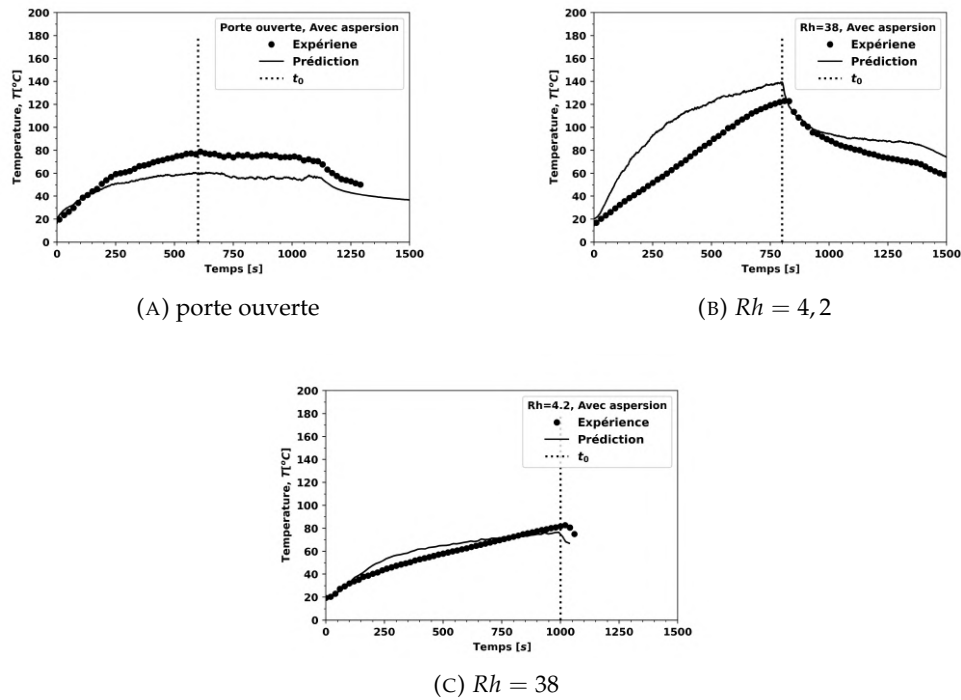 200
180
160
140
120
100
80
60
40
20
0
Temperature, T[°C]
Porte ouverte, Avec aspersion
Expériene
Prédiction
t₀
0 250 500 750 1000 1250 1500
Temps [s]
(A) porte ouverte
200
180
160
140
120
100
80
60
40
20
0
Temperature, T[°C]
Rh=38, Avec aspersion
Expériene
Prédiction
t₀
0 250 500 750 1000 1250 1500
Temps [s]
(B) Rh = 4, 2
200
180
160
140
120
100
80
60
40
20
0
Temperature, T[°C]
Rh=4.2, Avec aspersion
Expérience
Prédiction
t₀
0 250 500 750 1000 1250 1500
Temps [s]
(C) Rh = 38